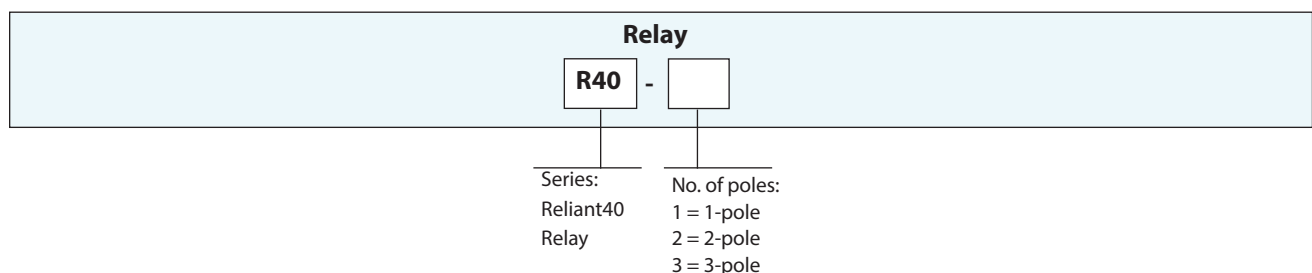 Relay
R40 -
Series:
Reliant40
Relay
No. of poles:
1 = 1-pole
2 = 2-pole
3 = 3-pole